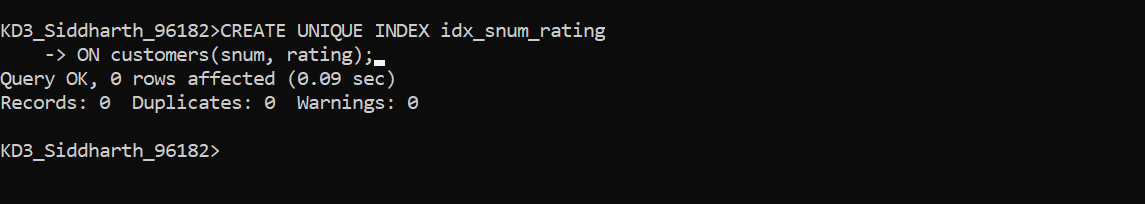 KD3_Siddharth_96182>CREATE UNIQUE INDEX idx_snum_rating
    -> ON customers(snum, rating);
Query OK, 0 rows affected (0.09 sec)
Records: 0  Duplicates: 0  Warnings: 0

KD3_Siddharth_96182>